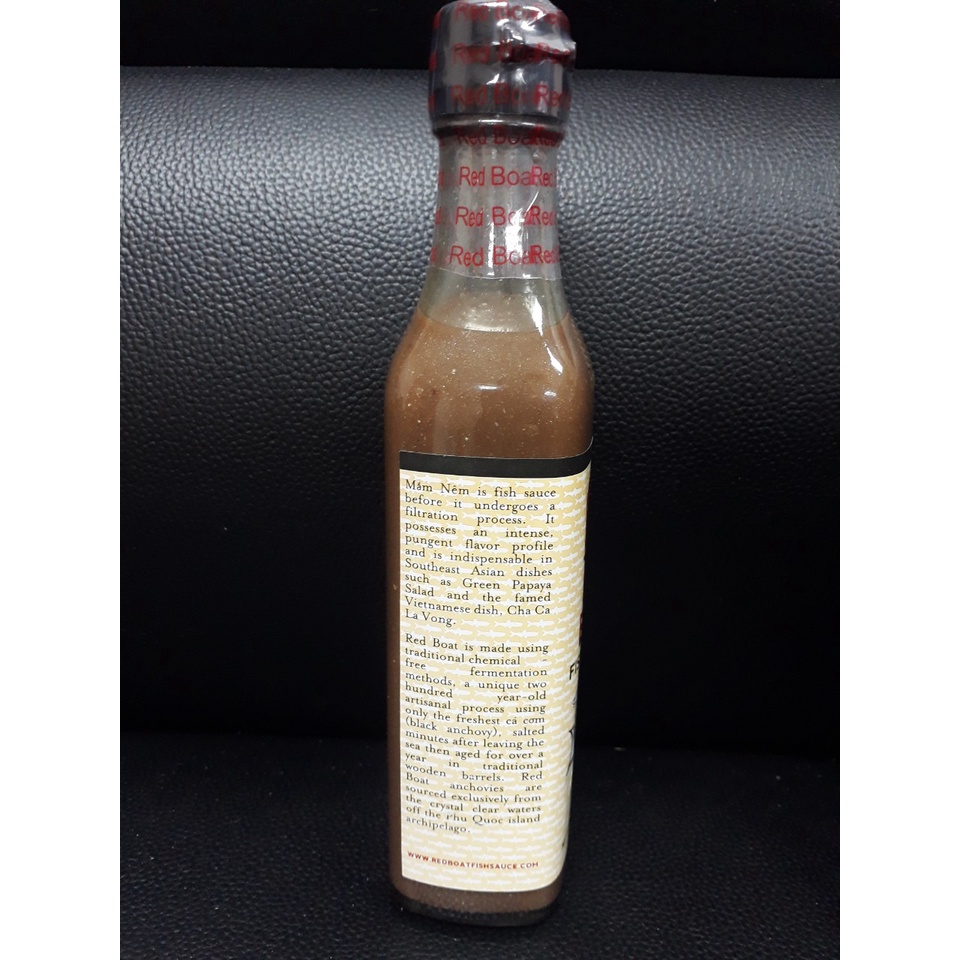 Red Boa Red
Red Boa Red
Red Boa Red
Red Boa Red
Red Boa Red
Mắm Nêm is fish sauce
before it undergoes a
filtration process. It
possesses an intense,
pungent flavor profile
and is indispensable in
Southeast Asian dishes
such as Green Papaya
Salad and the famed
Vietnamese dish, Cha Ca
La Vong.
Red Boat is made using
traditional chemical
free fermentation
methods, a unique two
hundred year-old
artisanal process using
only the freshest cá cơm
(black anchovy), salted
minutes after leaving the
sea then aged for over a
year in traditional
wooden barrels. Red
Boat anchovies are
sourced exclusively from
the crystal clear waters
off the Phu Quoc island
archipelago.
WWW.REDBOATFISHSAUCE.COM